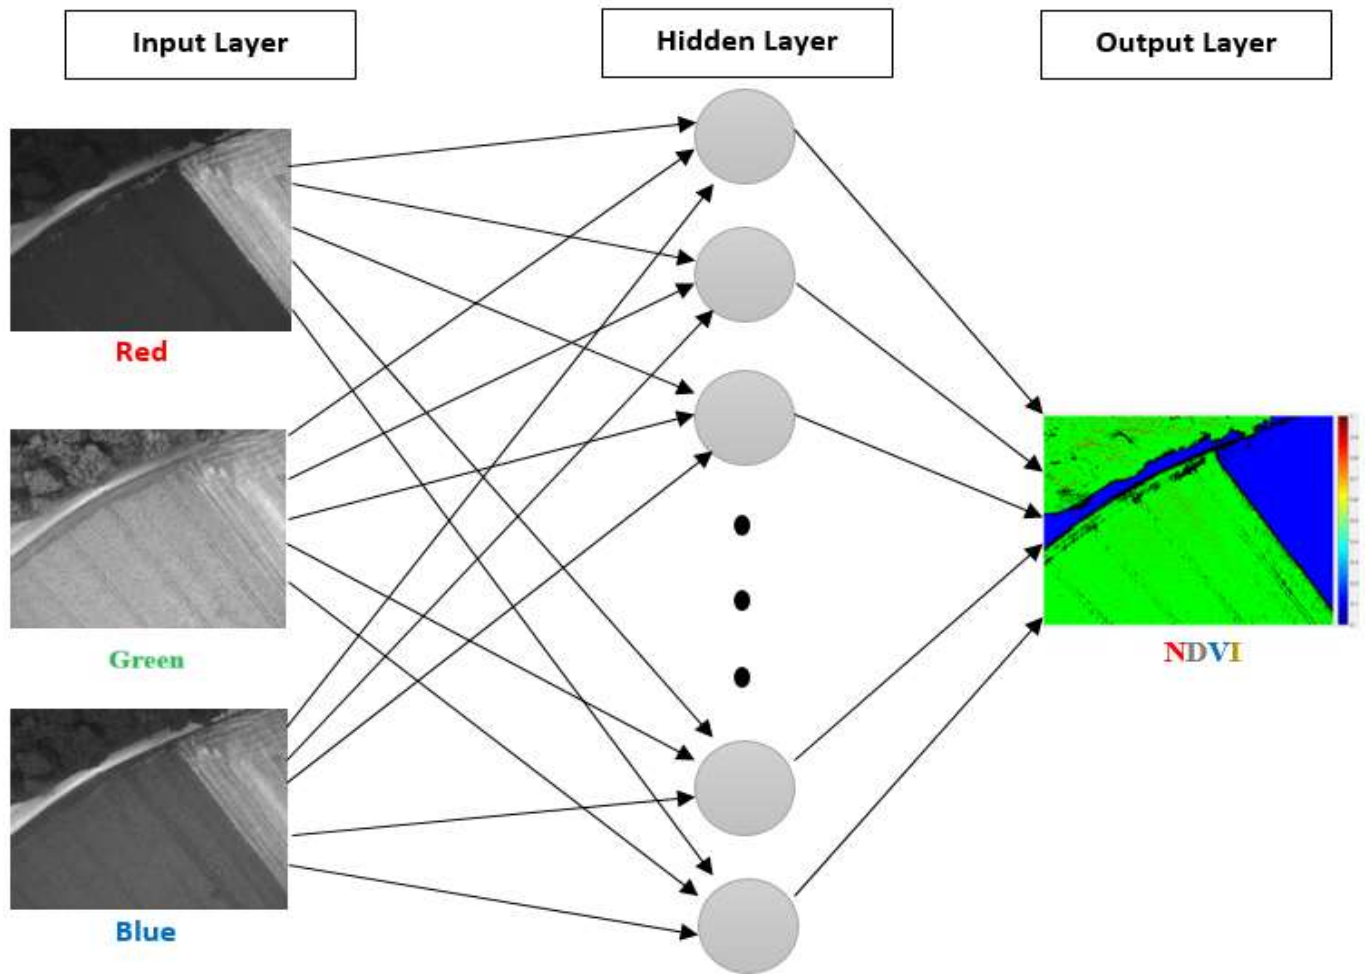 Input Layer
Hidden Layer
Output Layer
Red
Green
Blue
NDVI